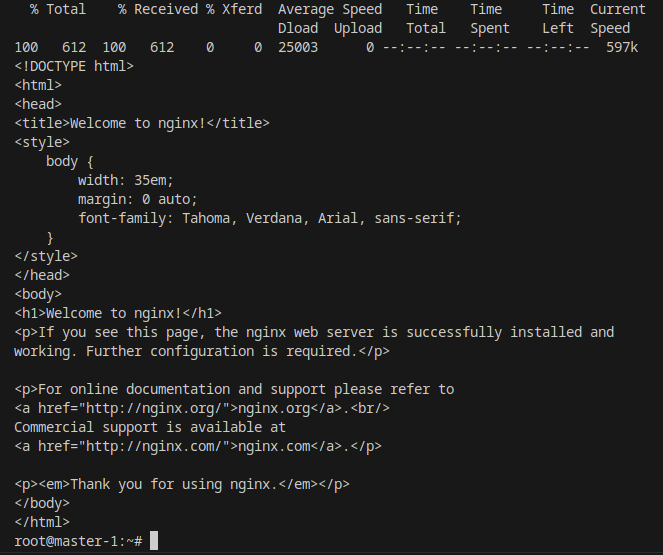 % Total % Received % Xferd Average Speed Time Time Time Current
Dload Upload Total Spent Left Speed
100 612 100 612 0 0 25003 0 --:--:-- --:--:-- --:--:-- 597k
<!DOCTYPE html>
<html>
<head>
<title>Welcome to nginx!</title>
<style>
    body {
        width: 35em;
        margin: 0 auto;
        font-family: Tahoma, Verdana, Arial, sans-serif;
    }
</style>
</head>
<body>
<h1>Welcome to nginx!</h1>
<p>If you see this page, the nginx web server is successfully installed and
working. Further configuration is required.</p>

<p>For online documentation and support please refer to
<a href="http://nginx.org/">nginx.org</a>.<br/>
Commercial support is available at
<a href="http://nginx.com/">nginx.com</a>.</p>

<p><em>Thank you for using nginx.</em></p>
</body>
</html>
root@master-1:~#